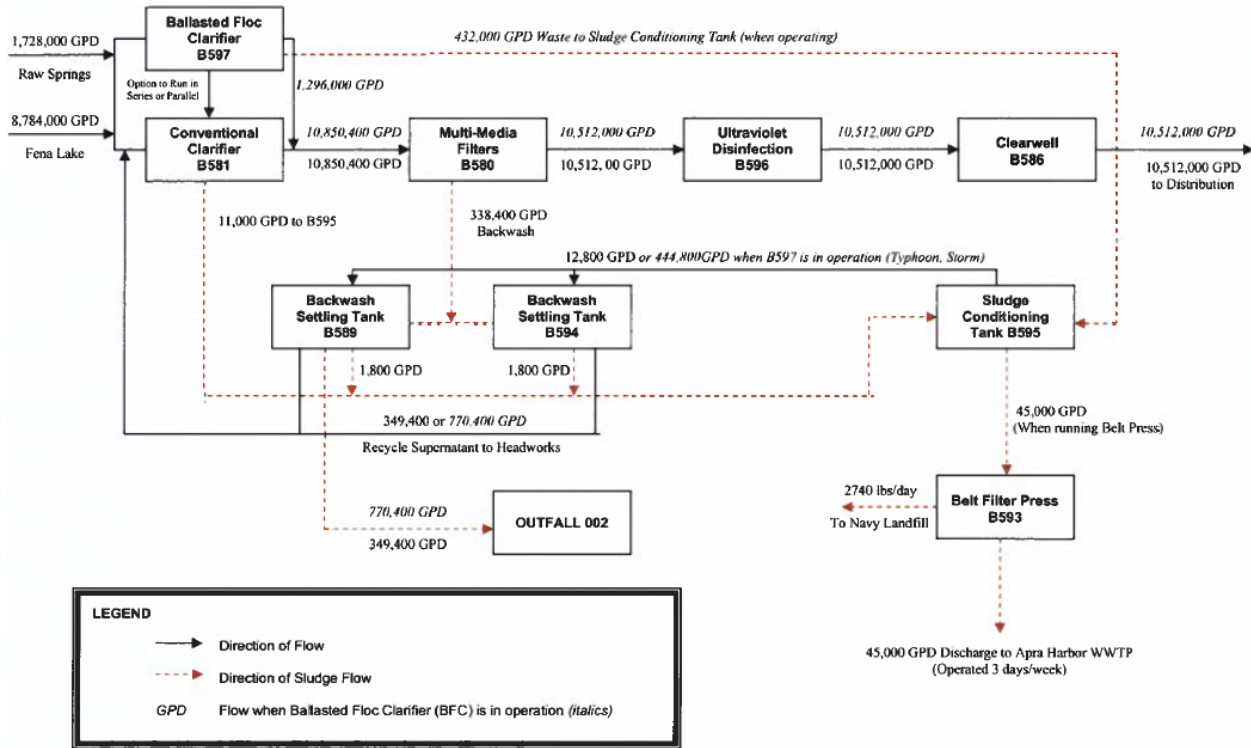 Ballasted Floc
Clarifier
B597
1,728,000 GPD
Raw Springs
432,000 GPD Waste to Sludge Conditioning Tank (when operating)
Option to Run in
Series or Parallel
1,296,000 GPD
8,784,000 GPD
Fena Lake
Conventional
Clarifier
B581
10,850,400 GPD
10,850,400 GPD
Multi-Media
Filters
B580
10,512,000 GPD
10,512, 00 GPD
Ultraviolet
Disinfection
B596
10,512,000 GPD
10,512,000 GPD
Clearwell
B586
10,512,000 GPD
10,512,000 GPD
to Distribution
11,000 GPD to B595
338,400 GPD
Backwash
12,800 GPD or 444,800GPD when B597 is in operation (Typhoon, Storm)
Backwash
Settling Tank
B589
Backwash
Settling Tank
B594
Sludge
Conditioning
Tank B595
1,800 GPD
1,800 GPD
349,400 or 770,400 GPD
Recycle Supernatant to Headworks
45,000 GPD
(When running Belt Press)
770,400 GPD
349,400 GPD
OUTFALL 002
2740 lbs/day
To Navy Landfill
Belt Filter Press
B593
45,000 GPD Discharge to Apra Harbor WWTP
(Operated 3 days/week)
LEGEND
Direction of Flow
Direction of Sludge Flow
GPD Flow when Ballasted Floc Clarifier (BFC) is in operation (italics)